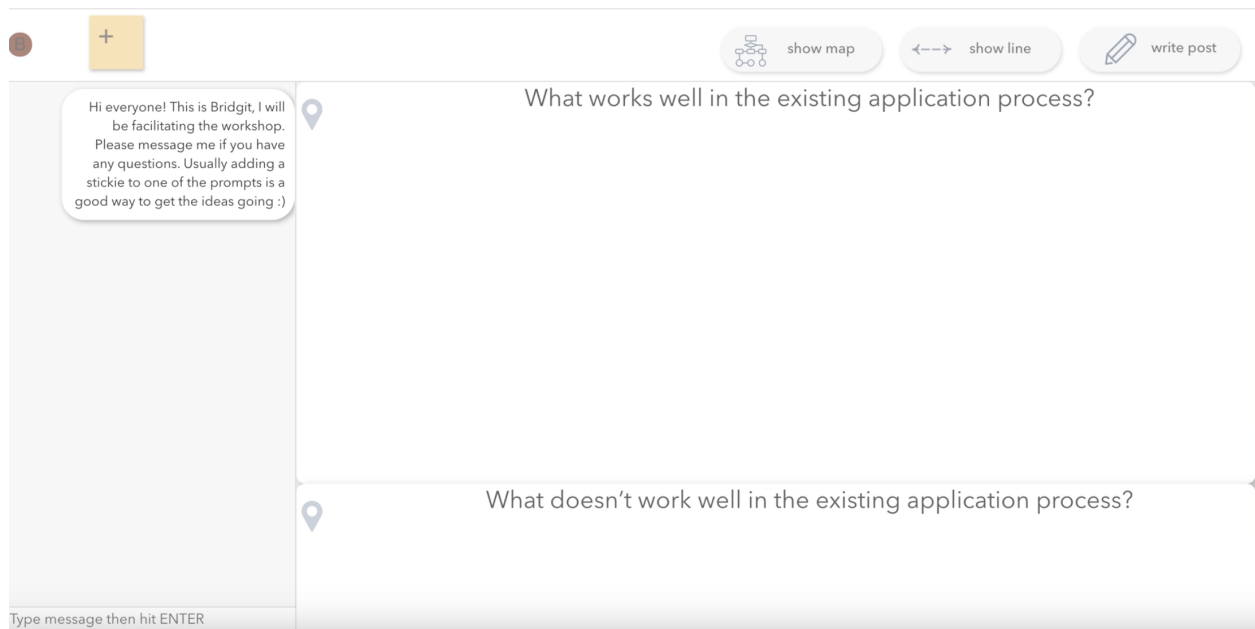 B
+
show map
show line
write post
Hi everyone! This is Bridgit, I will
be facilitating the workshop.
Please message me if you have
any questions. Usually adding a
stickie to one of the prompts is a
good way to get the ideas going :)
What works well in the existing application process?
What doesn’t work well in the existing application process?
Type message then hit ENTER